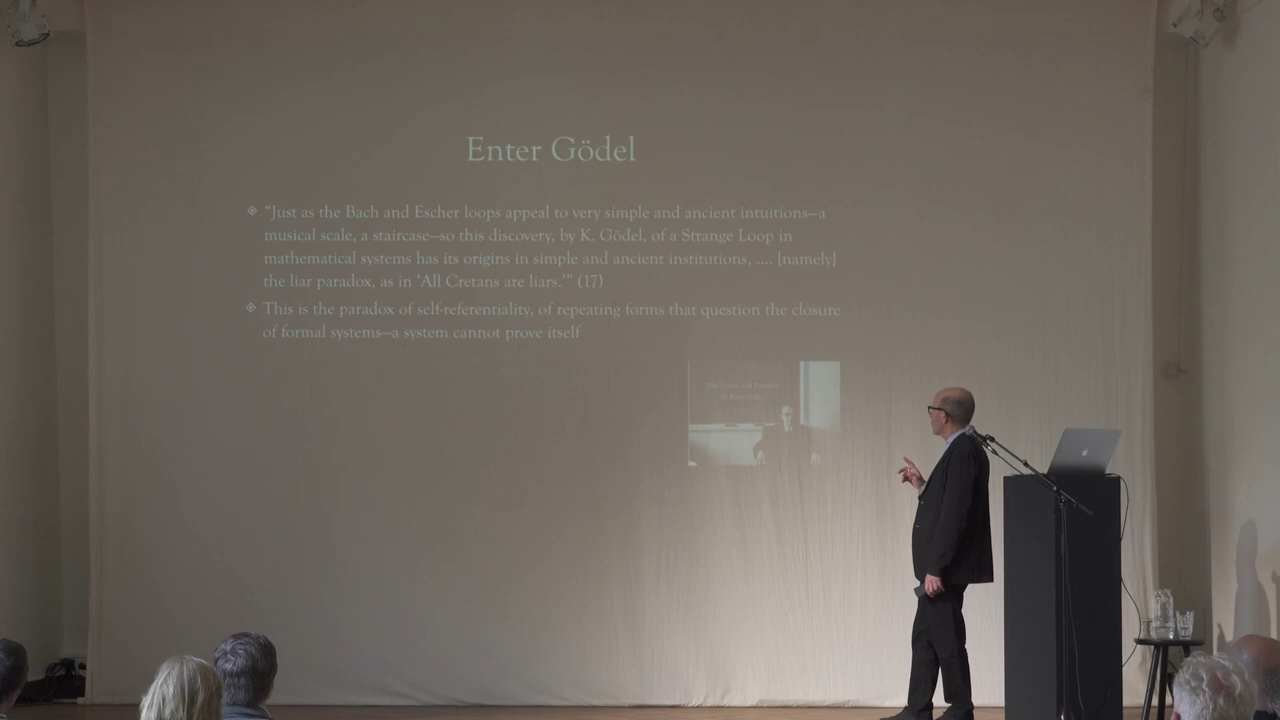 Enter Gödel
“Just as the Bach and Escher loops appeal to very simple and ancient intuitions—a
musical scale, a staircase—so this discovery, by K. Gödel, of a Strange Loop in
mathematical systems has its origins in simple and ancient institutions, .... [namely]
the liar paradox, as in ‘All Cretans are liars.’” (17)
This is the paradox of self-referentiality, of repeating forms that question the closure
of formal systems—a system cannot prove itself